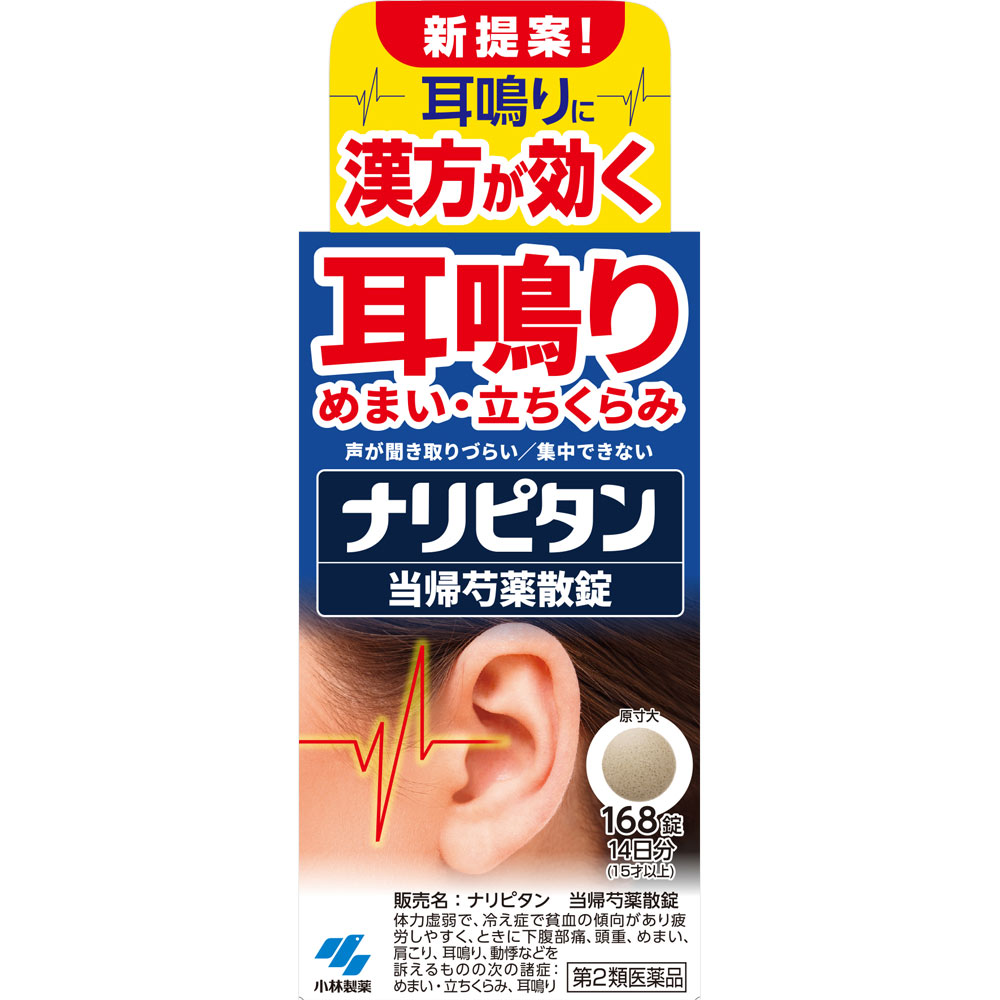 新提案!
耳鳴りに
漢方が効く
耳鳴り
めまい・立ちくらみ
声が聞き取りづらい／集中できない
ナリピタン
当帰芍薬散錠
原寸大
168錠
14日分
(15才以上)
販売名：ナリピタン　当帰芍薬散錠
体力虚弱で、冷え症で貧血の傾向があり疲
労しやすく、ときに下腹部痛、頭重、めまい、
肩こり、耳鳴り、動悸などを
訴えるものの次の諸症：
めまい・立ちくらみ、耳鳴り
小林製薬
第2類医薬品